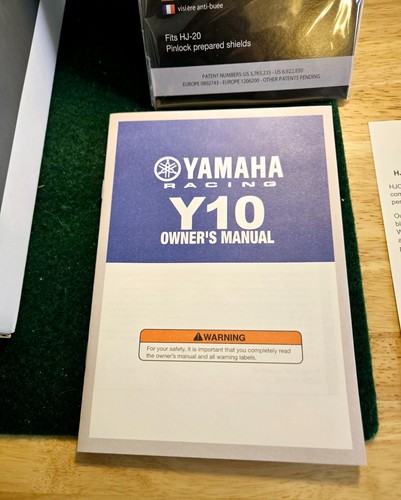 visière anti-buée
Fits HJ-20
Pinlock prepared shields
PATENT NUMBERS: US 5,765,235 - US 6,922,850
EUROPE 0892743 - EUROPE 1206200 - OTHER PATENTS PENDING
YAMAHA
RACING
Y10
OWNER'S MANUAL
WARNING
For your safety, it is important that you completely read
the owner's manual and all warning labels.